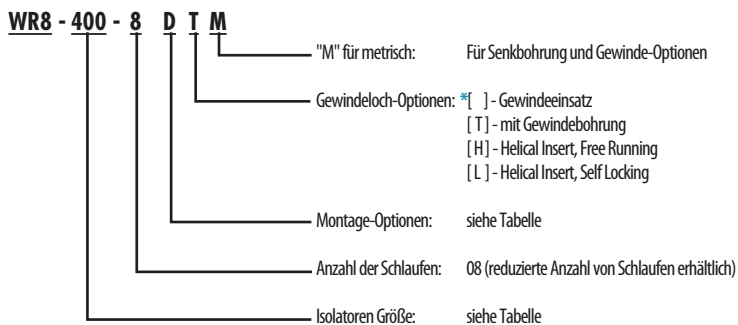 WR8 - 400 - 8 D T M
"M" für metrisch: Für Senkbohrung und Gewinde-Optionen
Gewindeloch-Optionen: *[ ] - Gewindeeinsatz
[ T ] - mit Gewindebohrung
[ H ] - Helical Insert, Free Running
[ L ] - Helical Insert, Self Locking
Montage-Optionen: siehe Tabelle
Anzahl der Schlaufen: 08 (reduzierte Anzahl von Schlaufen erhältlich)
Isolatoren Größe: siehe Tabelle